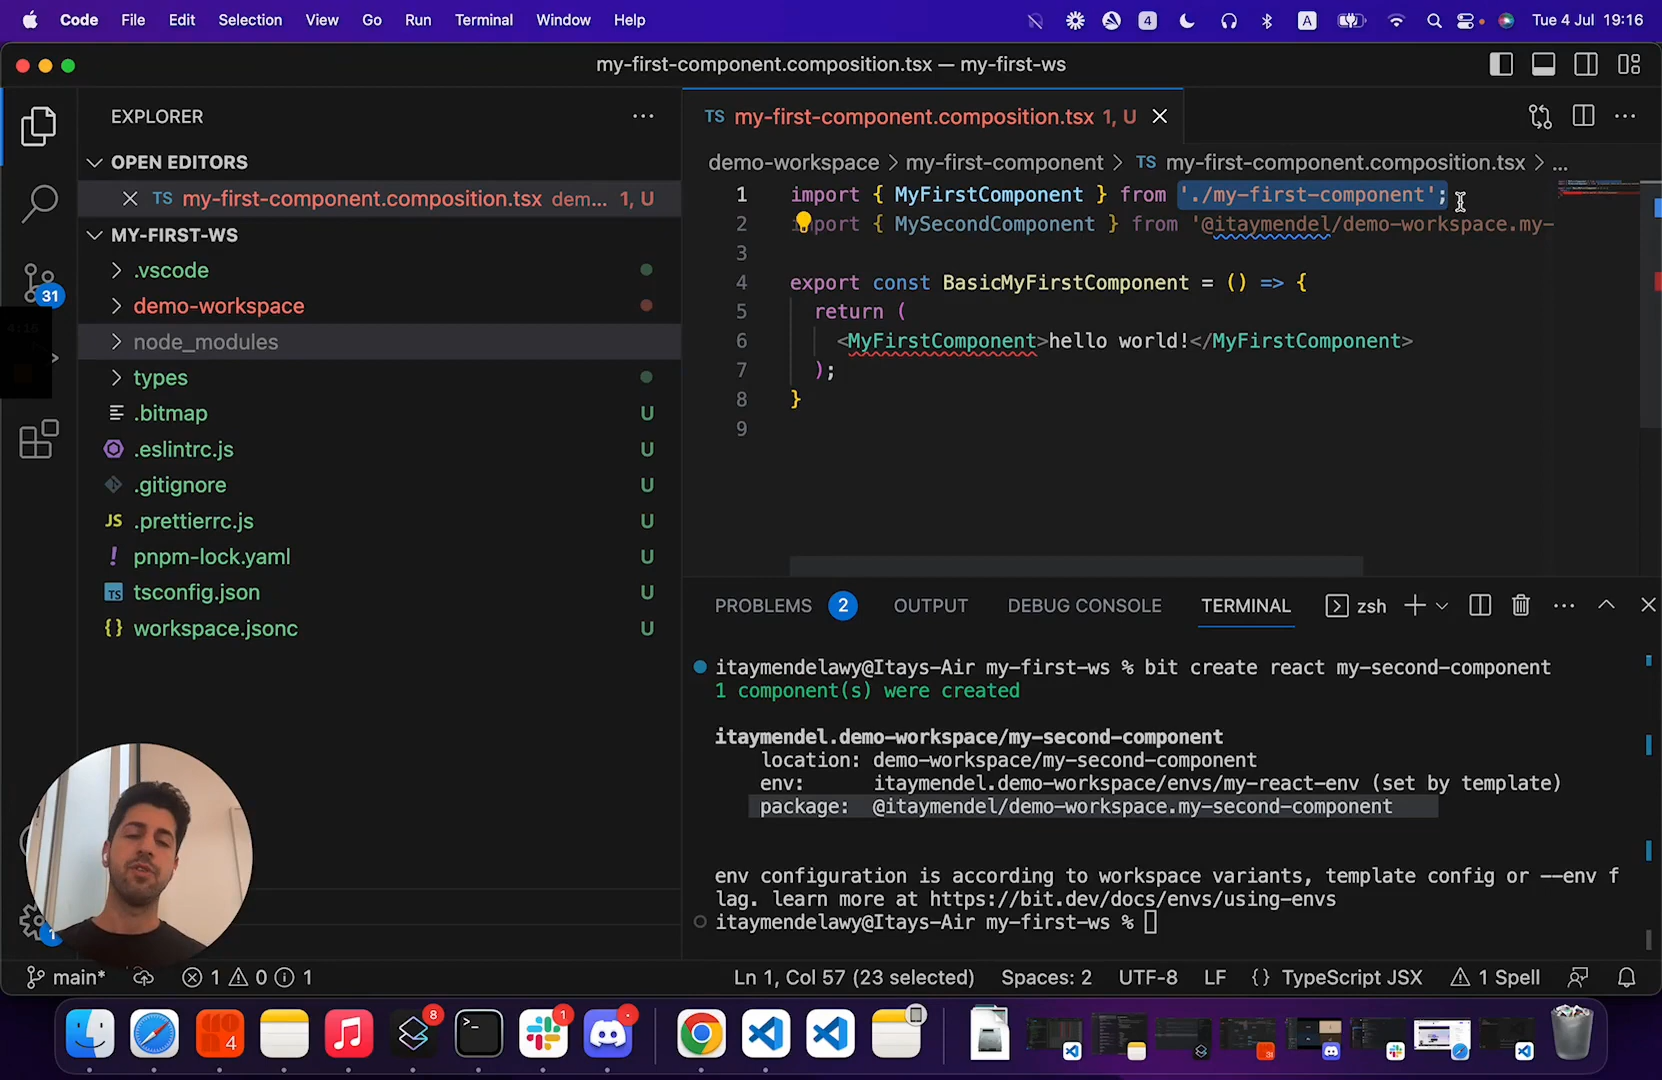 Code File Edit Selection View Go Run Terminal Window Help 4 A Tue 4 Jul 19:16
my-first-component.composition.tsx — my-first-ws
EXPLORER
OPEN EDITORS
TS my-first-component.composition.tsx dem... 1, U
MY-FIRST-WS
.vscode
demo-workspace
node_modules
types
.bitmap U
.eslintrc.js U
.gitignore U
JS .prettierrc.js U
! pnpm-lock.yaml U
TS tsconfig.json U
{} workspace.jsonc U
31
1
TS my-first-component.composition.tsx 1, U
demo-workspace > my-first-component > TS my-first-component.composition.tsx > ...
1 import { MyFirstComponent } from './my-first-component';
2 import { MySecondComponent } from '@itaymendel/demo-workspace.my-
3
4 export const BasicMyFirstComponent = () => {
5 return (
6 <MyFirstComponent>hello world!</MyFirstComponent>
7 );
8 }
9
PROBLEMS 2 OUTPUT DEBUG CONSOLE TERMINAL zsh
itaymendelawy@Itays-Air my-first-ws % bit create react my-second-component
1 component(s) were created
itaymendel.demo-workspace/my-second-component
location: demo-workspace/my-second-component
env: itaymendel.demo-workspace/envs/my-react-env (set by template)
package: @itaymendel/demo-workspace.my-second-component
env configuration is according to workspace variants, template config or --env f
lag. learn more at https://bit.dev/docs/envs/using-envs
itaymendelawy@Itays-Air my-first-ws %
main* 1 0 1 Ln 1, Col 57 (23 selected) Spaces: 2 UTF-8 LF {} TypeScript JSX 1 Spell
4 8 1